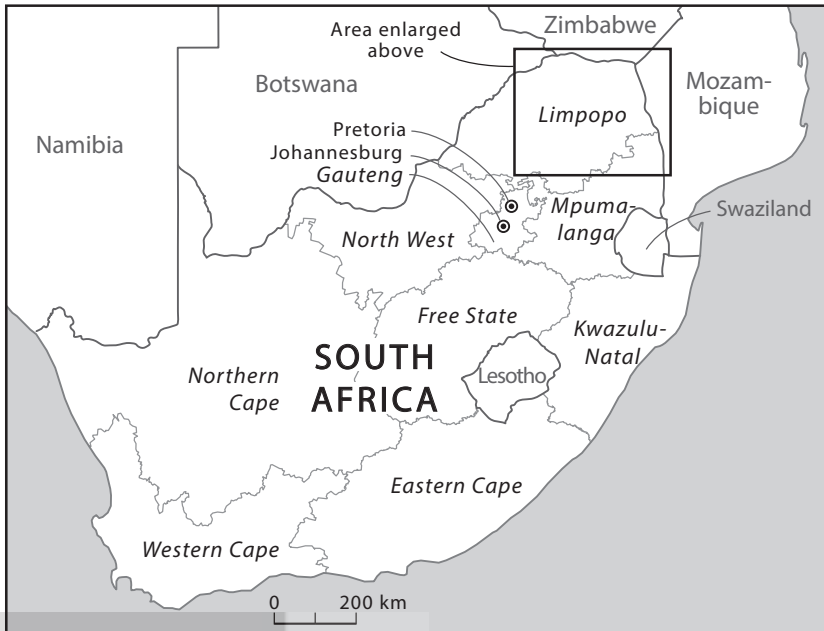 Zimbabwe
Area enlarged
above
Botswana
Mozam-
bique
Limpopo
Namibia
Pretoria
Johannesburg
Gauteng
Mpuma-
langa
Swaziland
North West
Free State
Kwazulu-
Natal
SOUTH
AFRICA
Lesotho
Northern
Cape
Eastern Cape
Western Cape
0 200 km